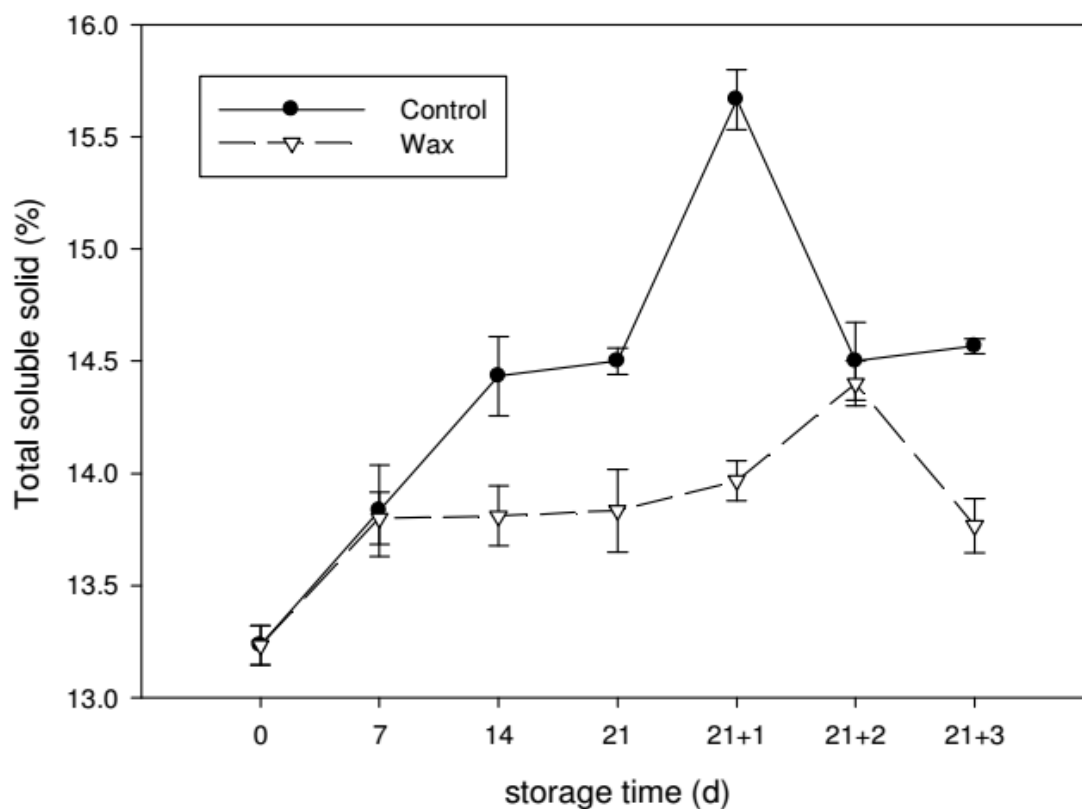 16.0
15.5
15.0
14.5
14.0
13.5
13.0
Total soluble solid (%)
Control
Wax
0 7 14 21 21+1 21+2 21+3
storage time (d)